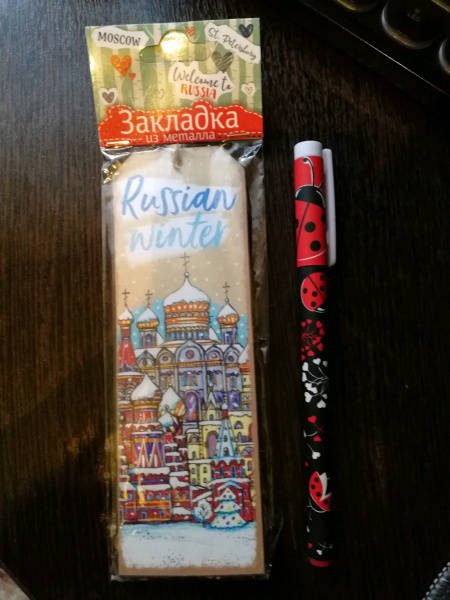 MOSCOW
St. Petersburg
Welcome to
RUSSIA
Закладка
из металла
Russian
winter